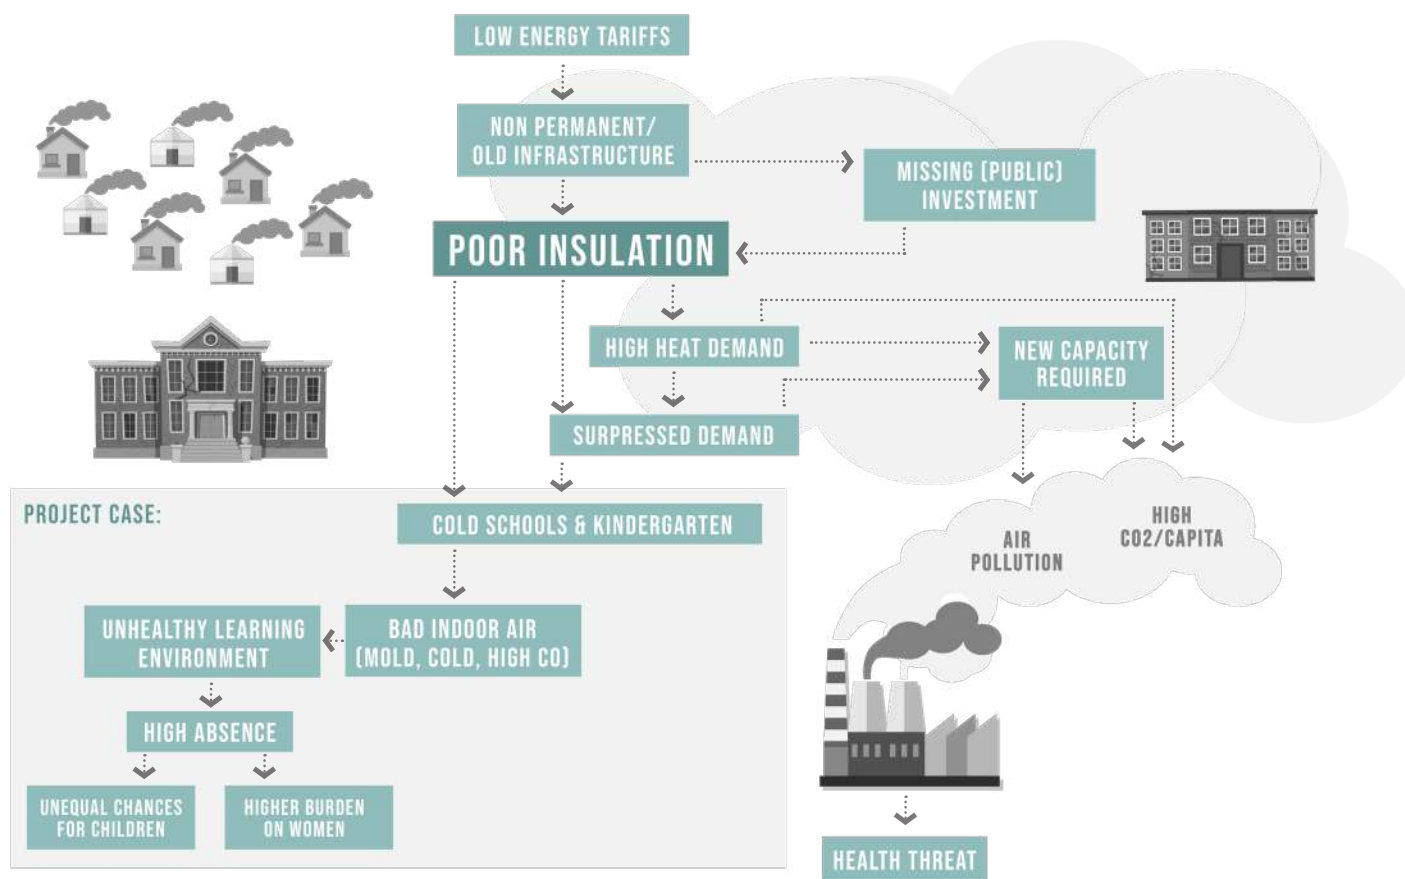 LOW ENERGY TARIFFS
NON PERMANENT/
OLD INFRASTRUCTURE
MISSING (PUBLIC)
INVESTMENT
POOR INSULATION
HIGH HEAT DEMAND
NEW CAPACITY
REQUIRED
SURPRESSED DEMAND
PROJECT CASE:
COLD SCHOOLS & KINDERGARTEN
AIR
POLLUTION
HIGH
CO2/CAPITA
UNHEALTHY LEARNING
ENVIRONMENT
BAD INDOOR AIR
(MOLD, COLD, HIGH CO)
HIGH ABSENCE
UNEQUAL CHANCES
FOR CHILDREN
HIGHER BURDEN
ON WOMEN
HEALTH THREAT